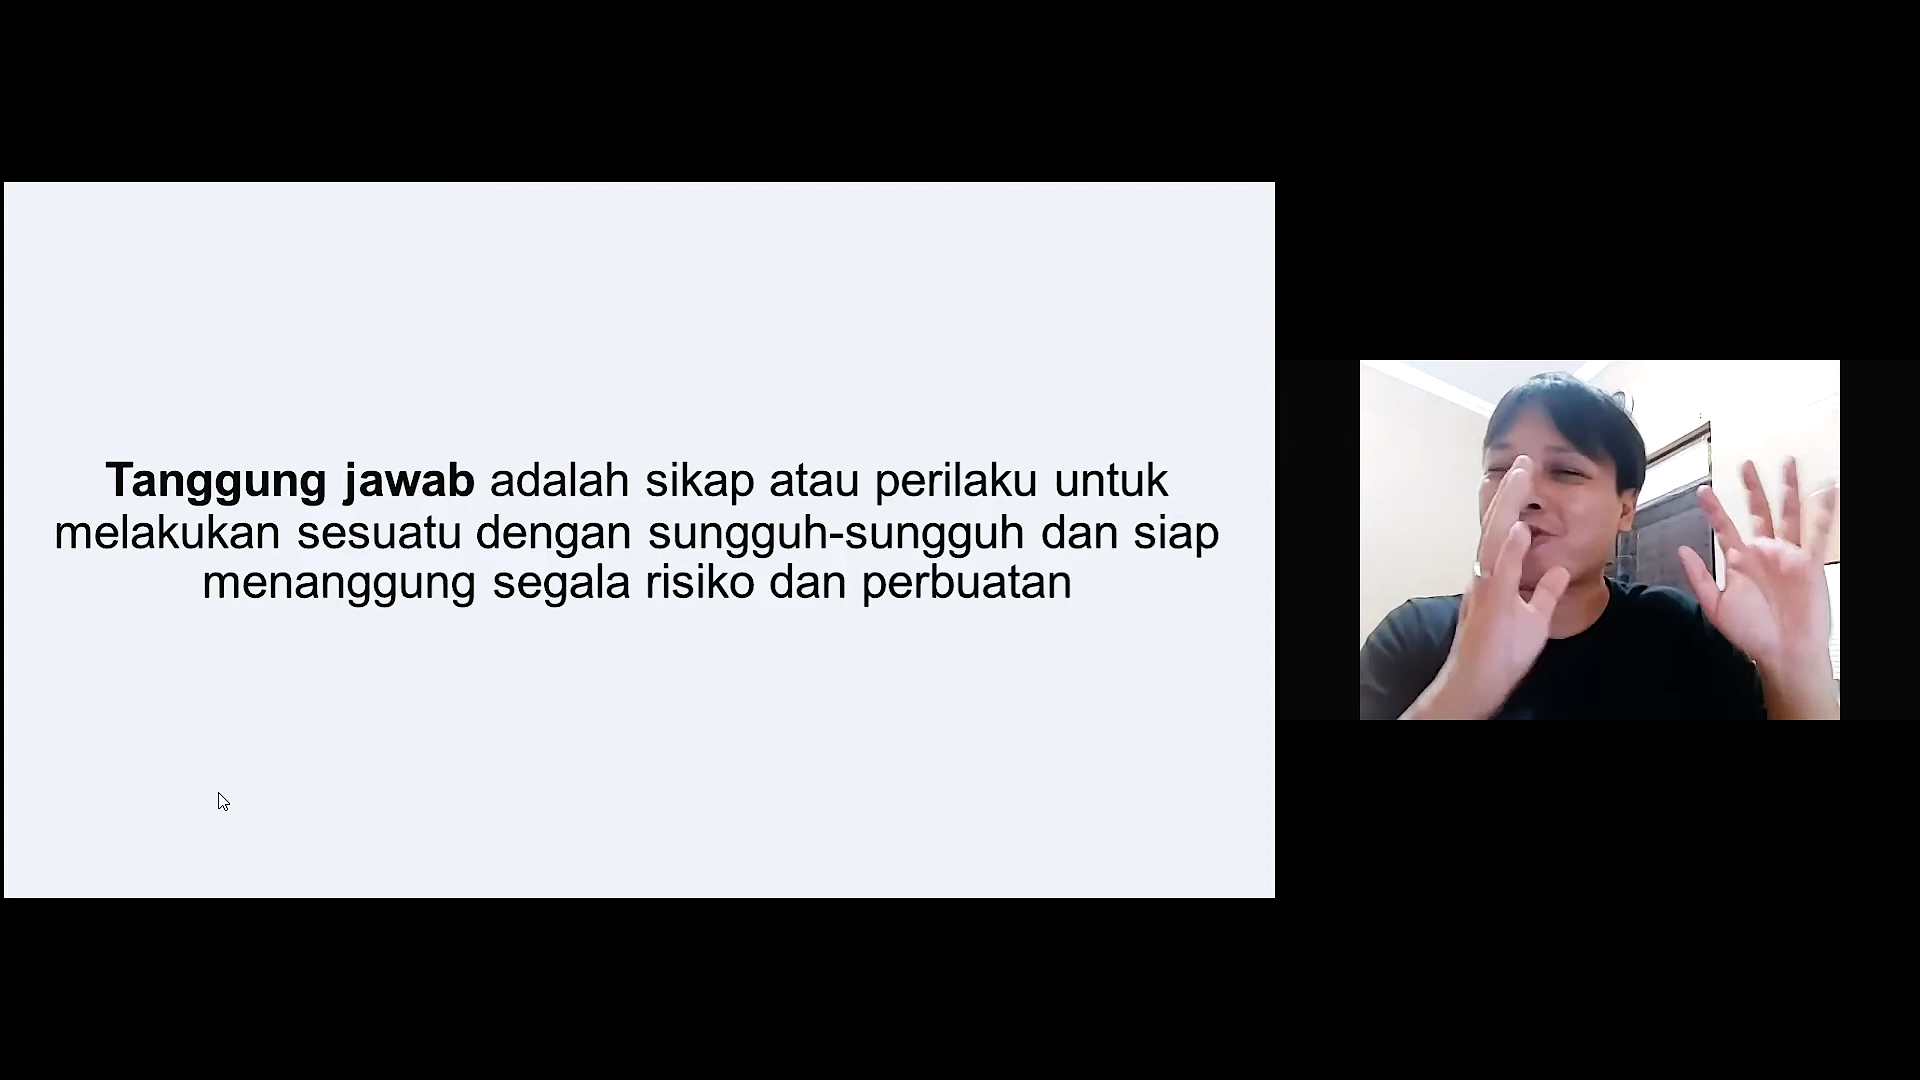 Tanggung jawab adalah sikap atau perilaku untuk
melakukan sesuatu dengan sungguh-sungguh dan siap
menanggung segala risiko dan perbuatan